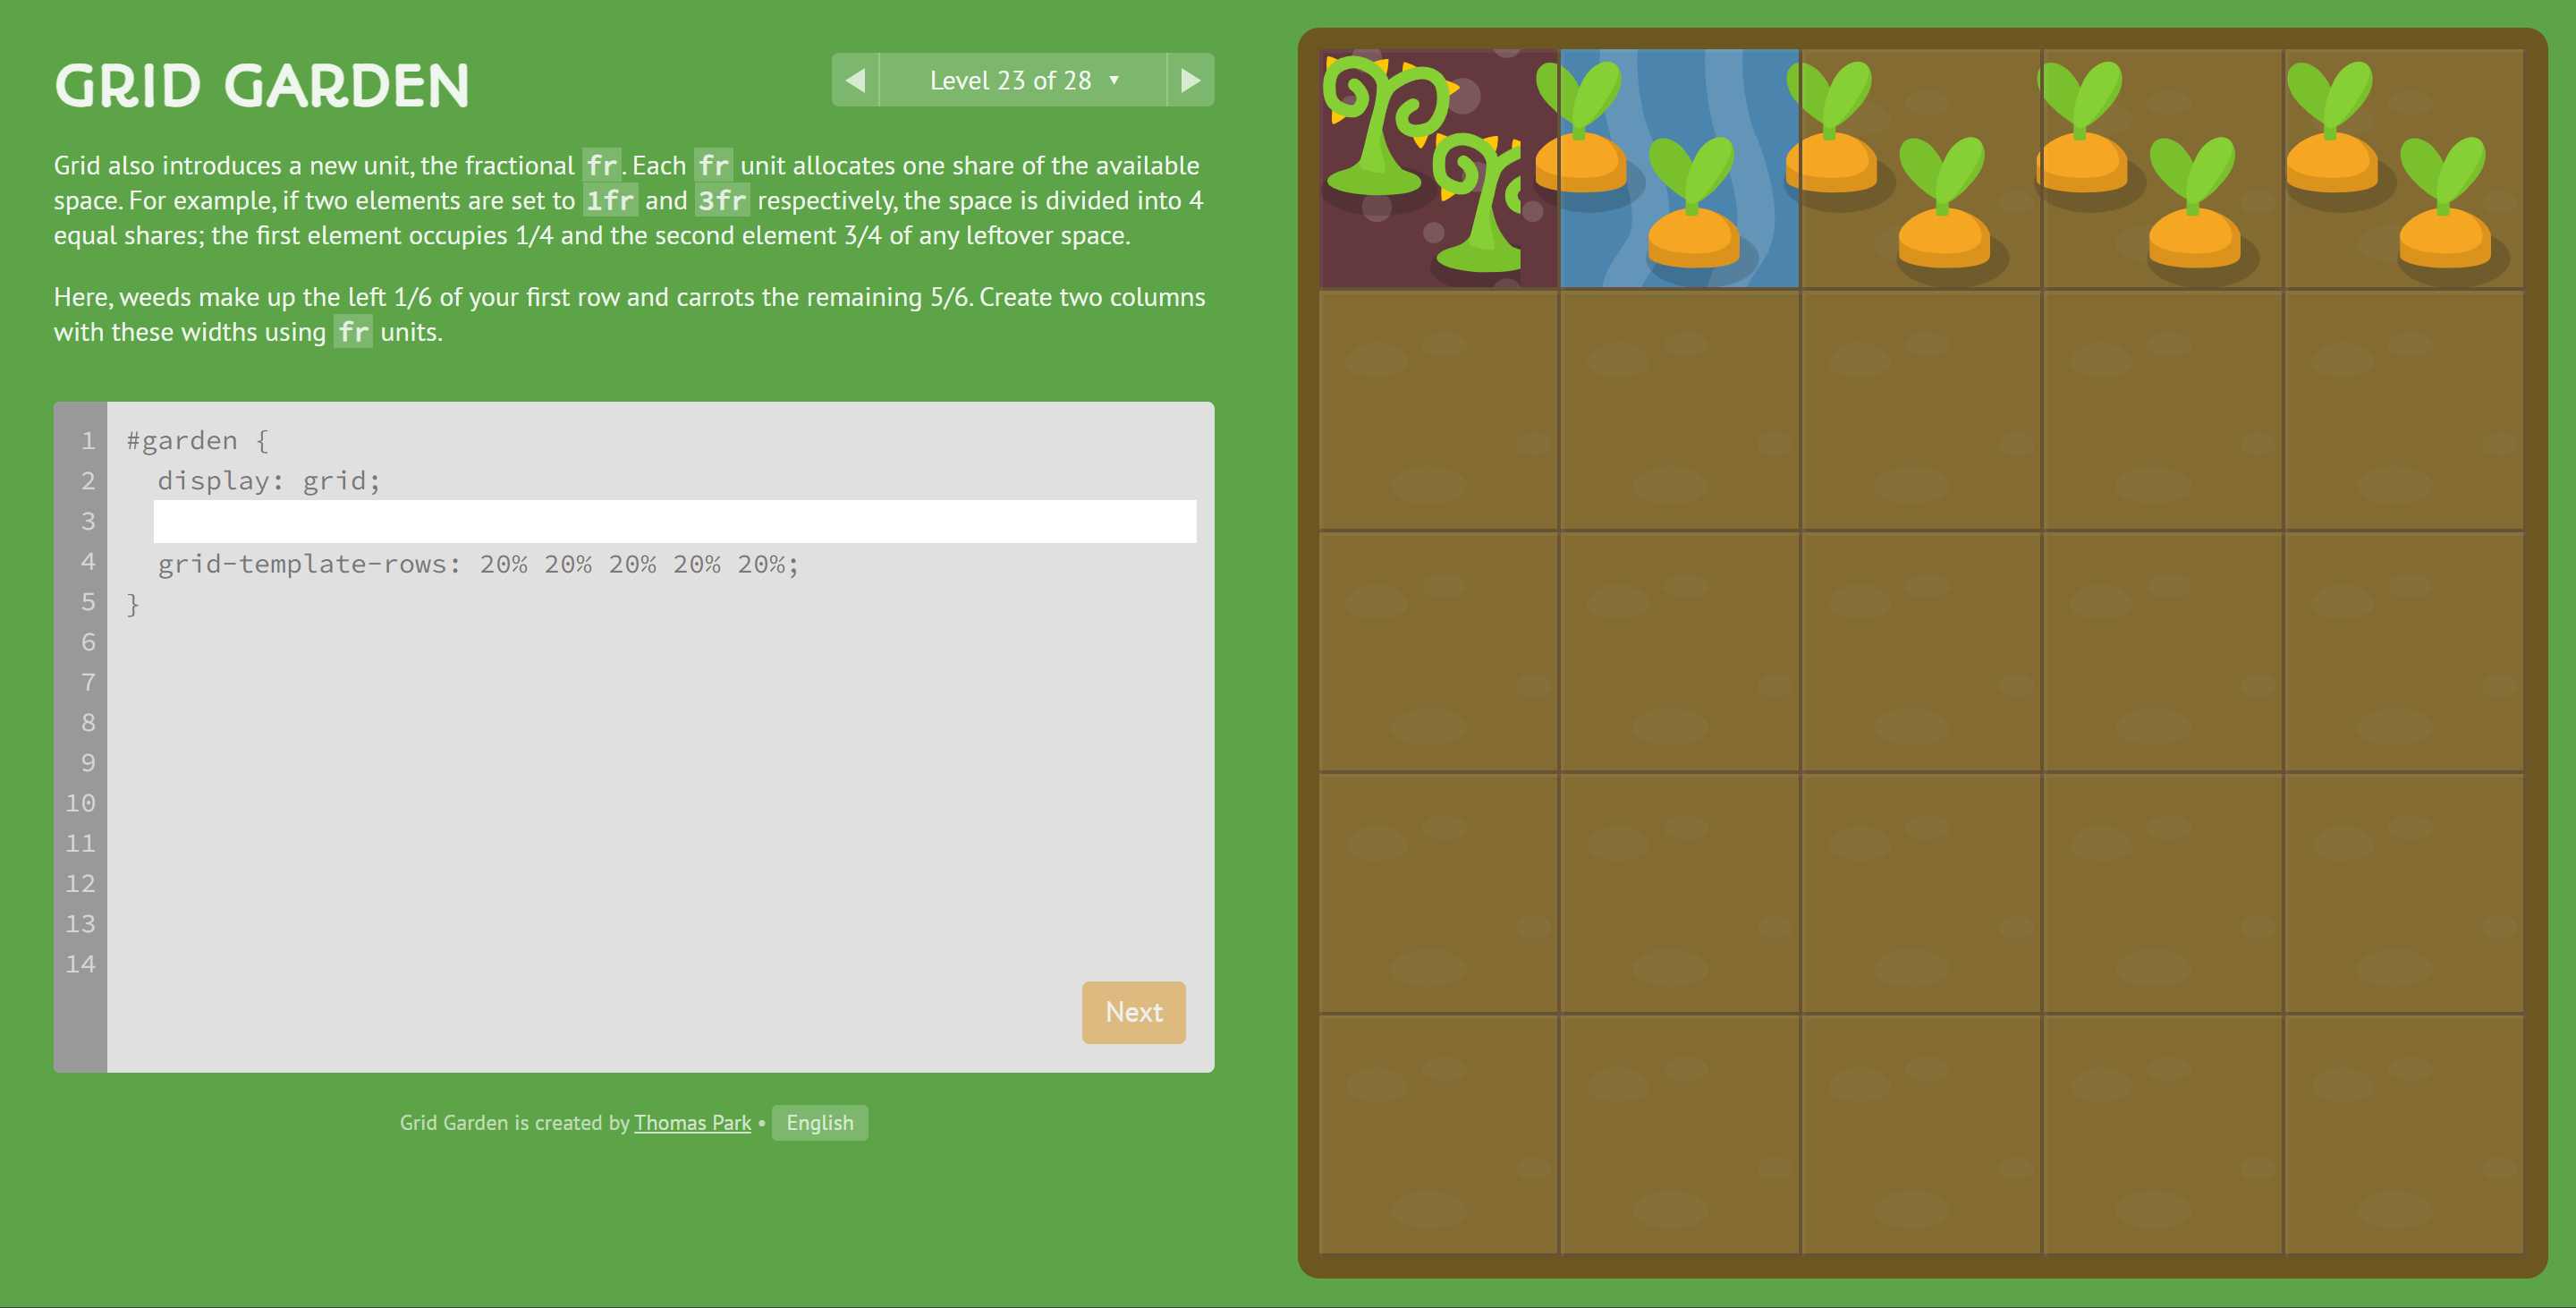 GRID GARDEN
◀ Level 23 of 28 ▼ ▶
Grid also introduces a new unit, the fractional fr. Each fr unit allocates one share of the available
space. For example, if two elements are set to 1fr and 3fr respectively, the space is divided into 4
equal shares; the first element occupies 1/4 and the second element 3/4 of any leftover space.
Here, weeds make up the left 1/6 of your first row and carrots the remaining 5/6. Create two columns
with these widths using fr units.
1 #garden {
2 display: grid;
3
4 grid-template-rows: 20% 20% 20% 20% 20%;
5 }
6
7
8
9
10
11
12
13
14
Next
Grid Garden is created by Thomas Park • English